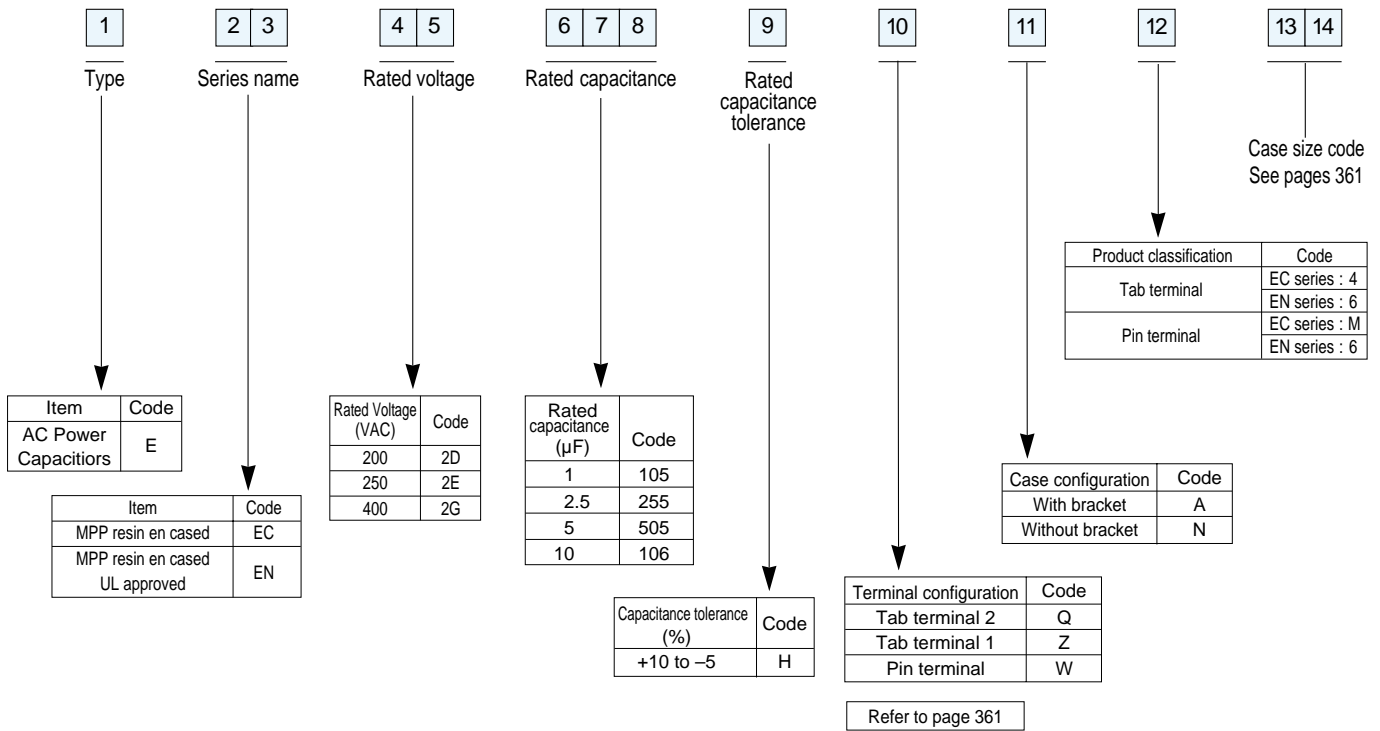 1 2 3 4 5 6 7 8 9 10 11 12 13 14
Type
Series name
Rated voltage
Rated capacitance
Rated
capacitance
tolerance
Case size code
See pages 361
Product classification Code
Tab terminal
EC series : 4
EN series : 6
Pin terminal
EC series : M
EN series : 6
Item Code
AC Power
Capacitiors
E
Item Code
MPP resin en cased EC
MPP resin en cased
UL approved
EN
Rated Voltage
(VAC)
Code
200 2D
250 2E
400 2G
Rated
capacitance
(µF)
Code
1 105
2.5 255
5 505
10 106
Capacitance tolerance
(%)
Code
+10 to –5 H
Case configuration Code
With bracket A
Without bracket N
Terminal configuration Code
Tab terminal 2 Q
Tab terminal 1 Z
Pin terminal W
Refer to page 361